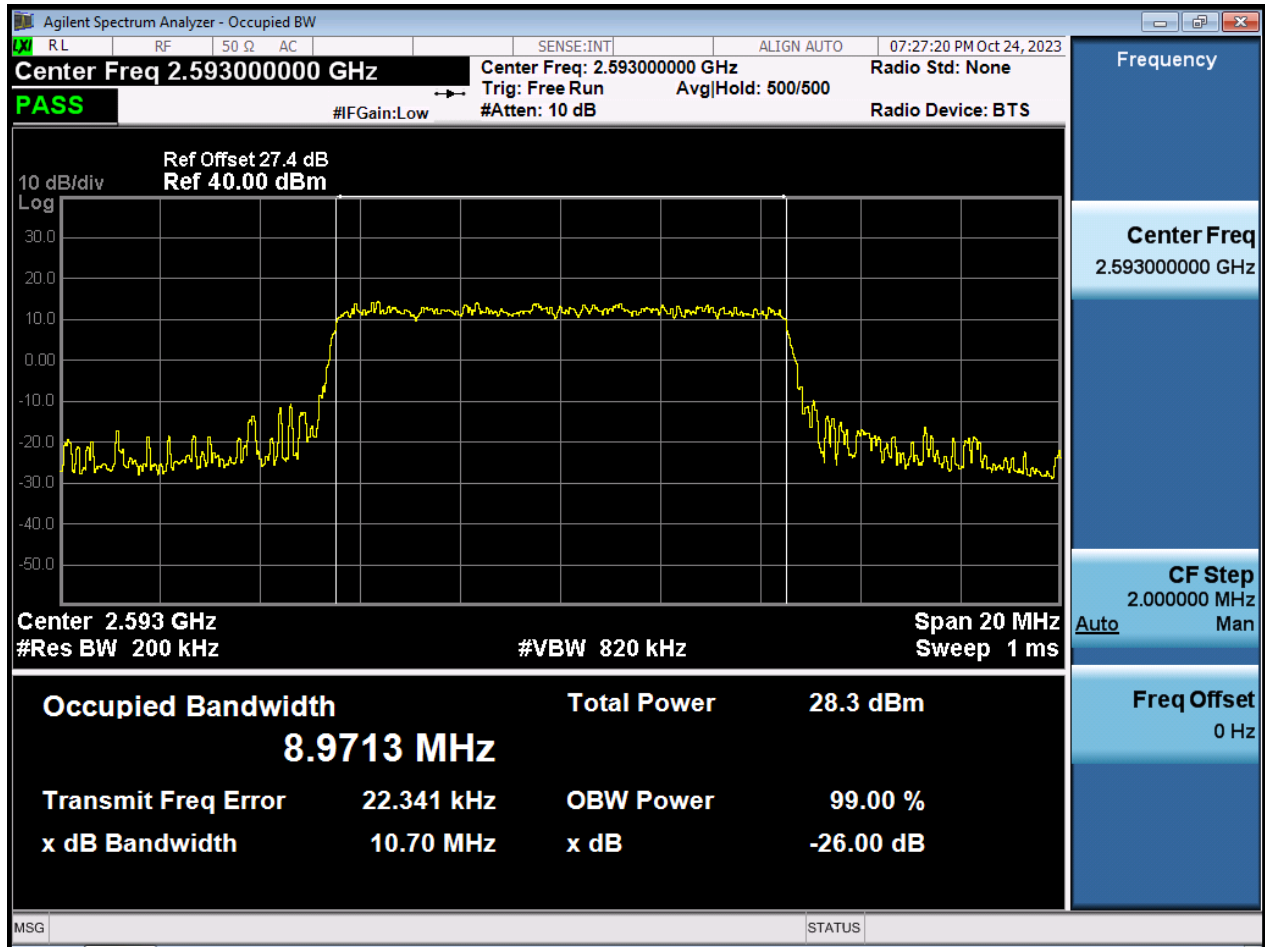 Agilent Spectrum Analyzer - Occupied BW
LXI RL RF 50 Ω AC SENSE:INT ALIGN AUTO 07:27:20 PM Oct 24, 2023
Center Freq 2.593000000 GHz
PASS
#IFGain:Low
Center Freq: 2.593000000 GHz
Trig: Free Run Avg|Hold: 500/500
#Atten: 10 dB
Radio Std: None
Radio Device: BTS
Ref Offset 27.4 dB
10 dB/div Ref 40.00 dBm
Log
30.0
20.0
10.0
0.00
-10.0
-20.0
-30.0
-40.0
-50.0
Center 2.593 GHz Span 20 MHz
#Res BW 200 kHz #VBW 820 kHz Sweep 1 ms
Occupied Bandwidth
8.9713 MHz
Total Power 28.3 dBm
Transmit Freq Error 22.341 kHz OBW Power 99.00 %
x dB Bandwidth 10.70 MHz x dB -26.00 dB
Frequency
Center Freq
2.593000000 GHz
CF Step
2.000000 MHz
Auto Man
Freq Offset
0 Hz
MSG STATUS